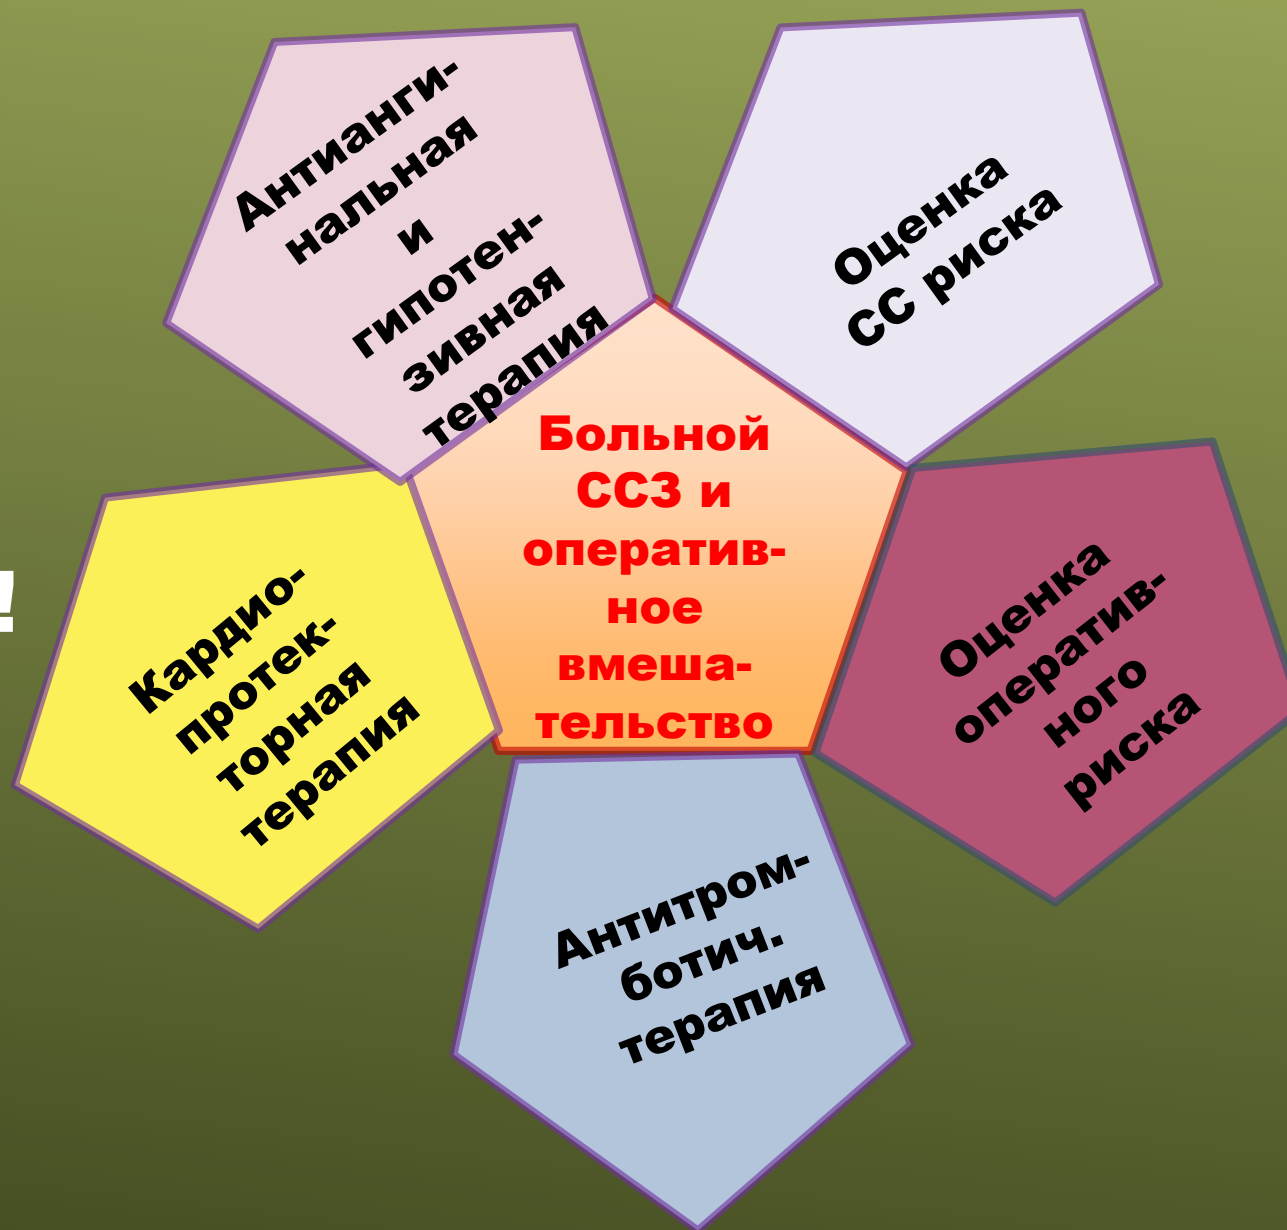 Антианги-
нальная
и
гипотен-
зивная
терапия
Оценка
СС риска
Больной
ССЗ и
оператив-
ное
вмеша-
тельство
Кардио-
протек-
торная
терапия
Оценка
оператив-
ного
риска
Антитром-
ботич.
терапия
!